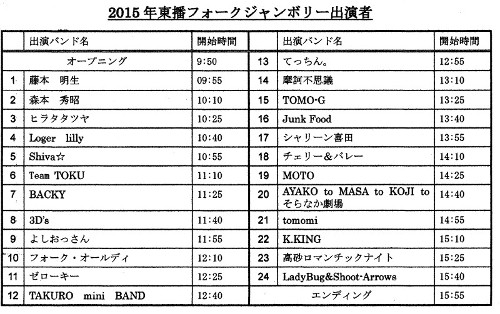 2015年東播フォークジャンボリー出演者
出演バンド名 開始時間
オープニング 9:50
1 藤本 明生 09:55
2 森本 秀昭 10:10
3 ヒラタタツヤ 10:25
4 Loger lilly 10:40
5 Shiva☆ 10:55
6 Team TOKU 11:10
7 BACKY 11:25
8 3D's 11:40
9 よしおっさん 11:55
10 フォーク・オールディ 12:10
11 ゼローキー 12:25
12 TAKURO mini BAND 12:40
出演バンド名 開始時間
13 てっちん。 12:55
14 摩訶不思議 13:10
15 TOMO・G 13:25
16 Junk Food 13:40
17 シャリーン喜田 13:55
18 チェリー&バレー 14:10
19 MOTO 14:25
20 AYAKO to MASA to KOJI to
そらなか劇場 14:40
21 tomomi 14:55
22 K.KING 15:10
23 高砂ロマンチックナイト 15:25
24 LadyBug&Shoot-Arrows 15:40
エンディング 15:55